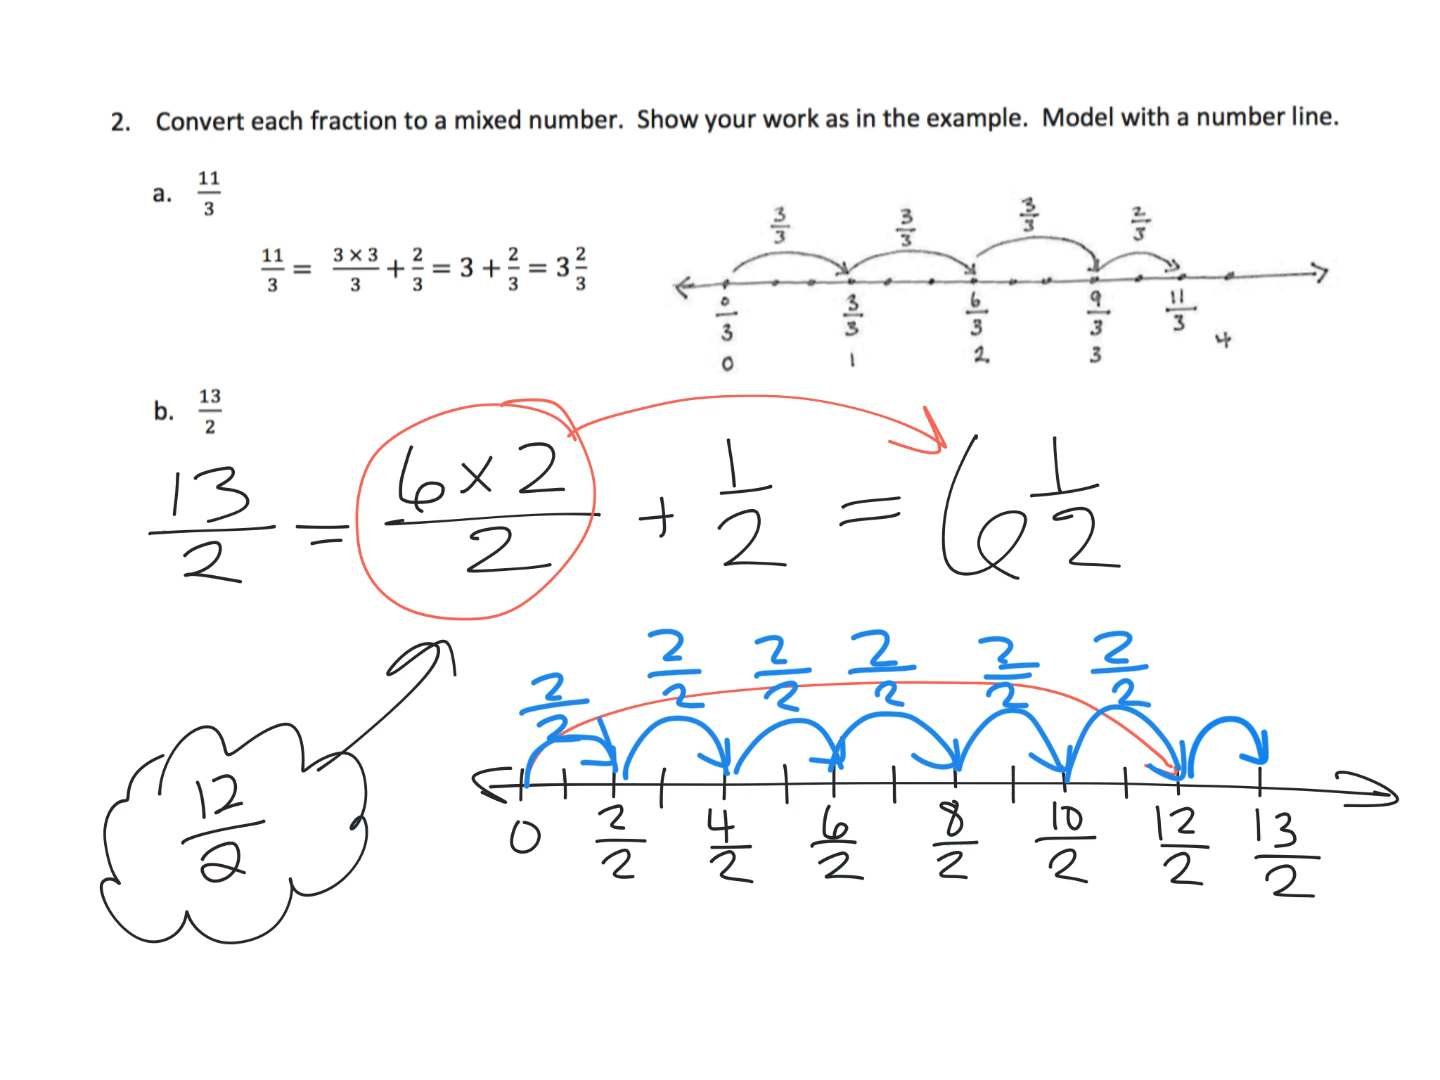 2. Convert each fraction to a mixed number. Show your work as in the example. Model with a number line.
a. 11/3
11/3 = 3 × 3/3 + 2/3 = 3 + 2/3 = 3 2/3
3/3 3/3 3/3 2/3
0/3 3/3 6/3 9/3 11/3
0 1 2 3 4
b. 13/2
13/2 = 6 × 2/2 + 1/2 = 6 1/2
2/2 2/2 2/2 2/2 2/2 2/2
12/2
0 2/2 4/2 6/2 8/2 10/2 12/2 13/2